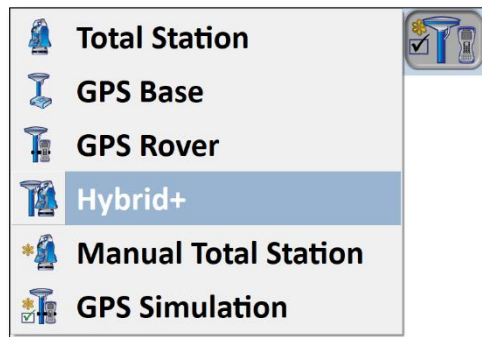 Total Station
GPS Base
GPS Rover
Hybrid+
Manual Total Station
GPS Simulation